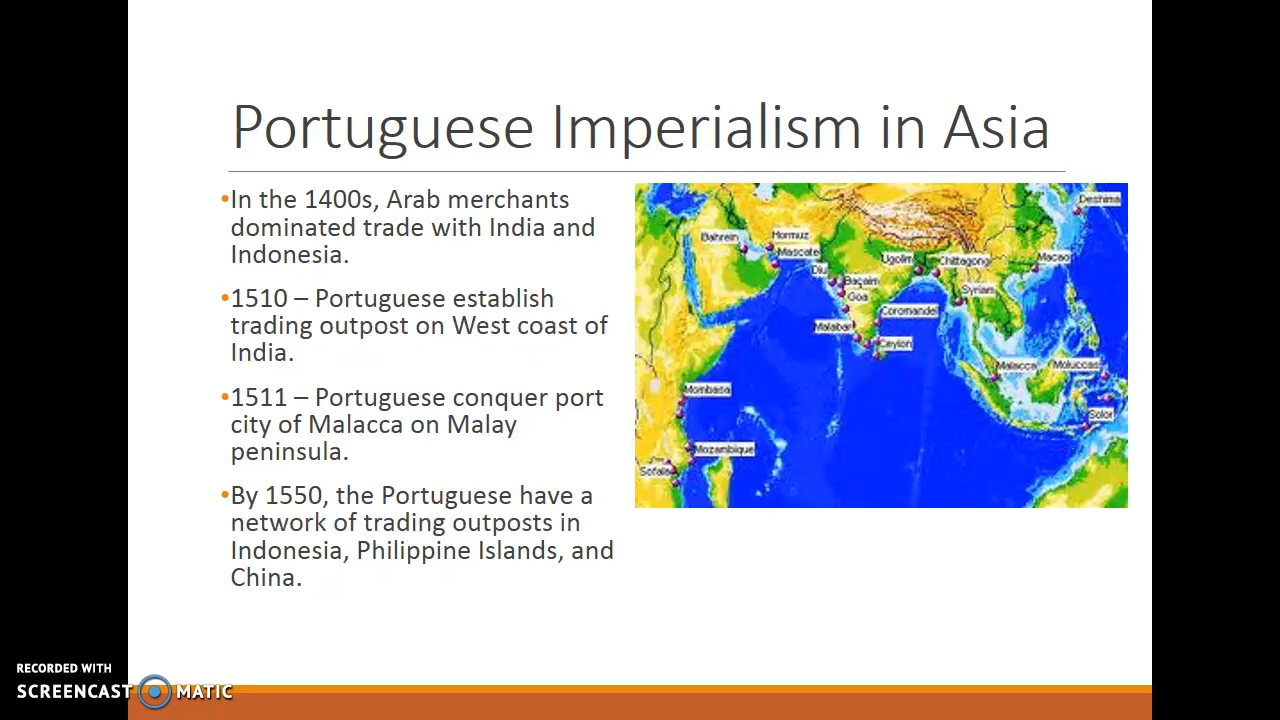 Portuguese Imperialism in Asia
•In the 1400s, Arab merchants
dominated trade with India and
Indonesia.
•1510 – Portuguese establish
trading outpost on West coast of
India.
•1511 – Portuguese conquer port
city of Malacca on Malay
peninsula.
•By 1550, the Portuguese have a
network of trading outposts in
Indonesia, Philippine Islands, and
China.
Deshima
Bahrein
Hormuz
Mascate
Diu
Ugolim
Chittagong
Macao
Baçaim
Goa
Syriam
Coromandel
Malabar
Ceylon
Malacca
Moluccas
Mombasa
Solor
Mozambique
Sofala
RECORDED WITH
SCREENCAST MATIC